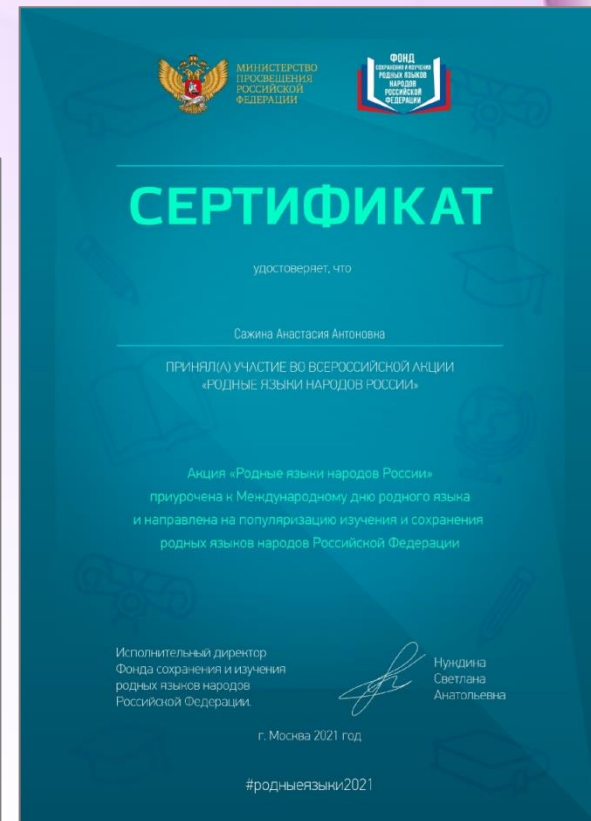 МИНИСТЕРСТВО
ПРОСВЕЩЕНИЯ
РОССИЙСКОЙ
ФЕДЕРАЦИИ
ФОНД
СОХРАНЕНИЯ И ИЗУЧЕНИЯ
РОДНЫХ ЯЗЫКОВ
НАРОДОВ
РОССИЙСКОЙ
ФЕДЕРАЦИИ
СЕРТИФИКАТ
удостоверяет, что
Сажина Анастасия Антоновна
ПРИНЯЛ(А) УЧАСТИЕ ВО ВСЕРОССИЙСКОЙ АКЦИИ
«РОДНЫЕ ЯЗЫКИ НАРОДОВ РОССИИ»
Акция «Родные языки народов России»
приурочена к Международному дню родного языка
и направлена на популяризацию изучения и сохранения
родных языков народов Российской Федерации
Исполнительный директор
Фонда сохранения и изучения
родных языков народов
Российской Федерации.
Нуждина
Светлана
Анатольевна
г. Москва 2021 год
#родныеязыки2021